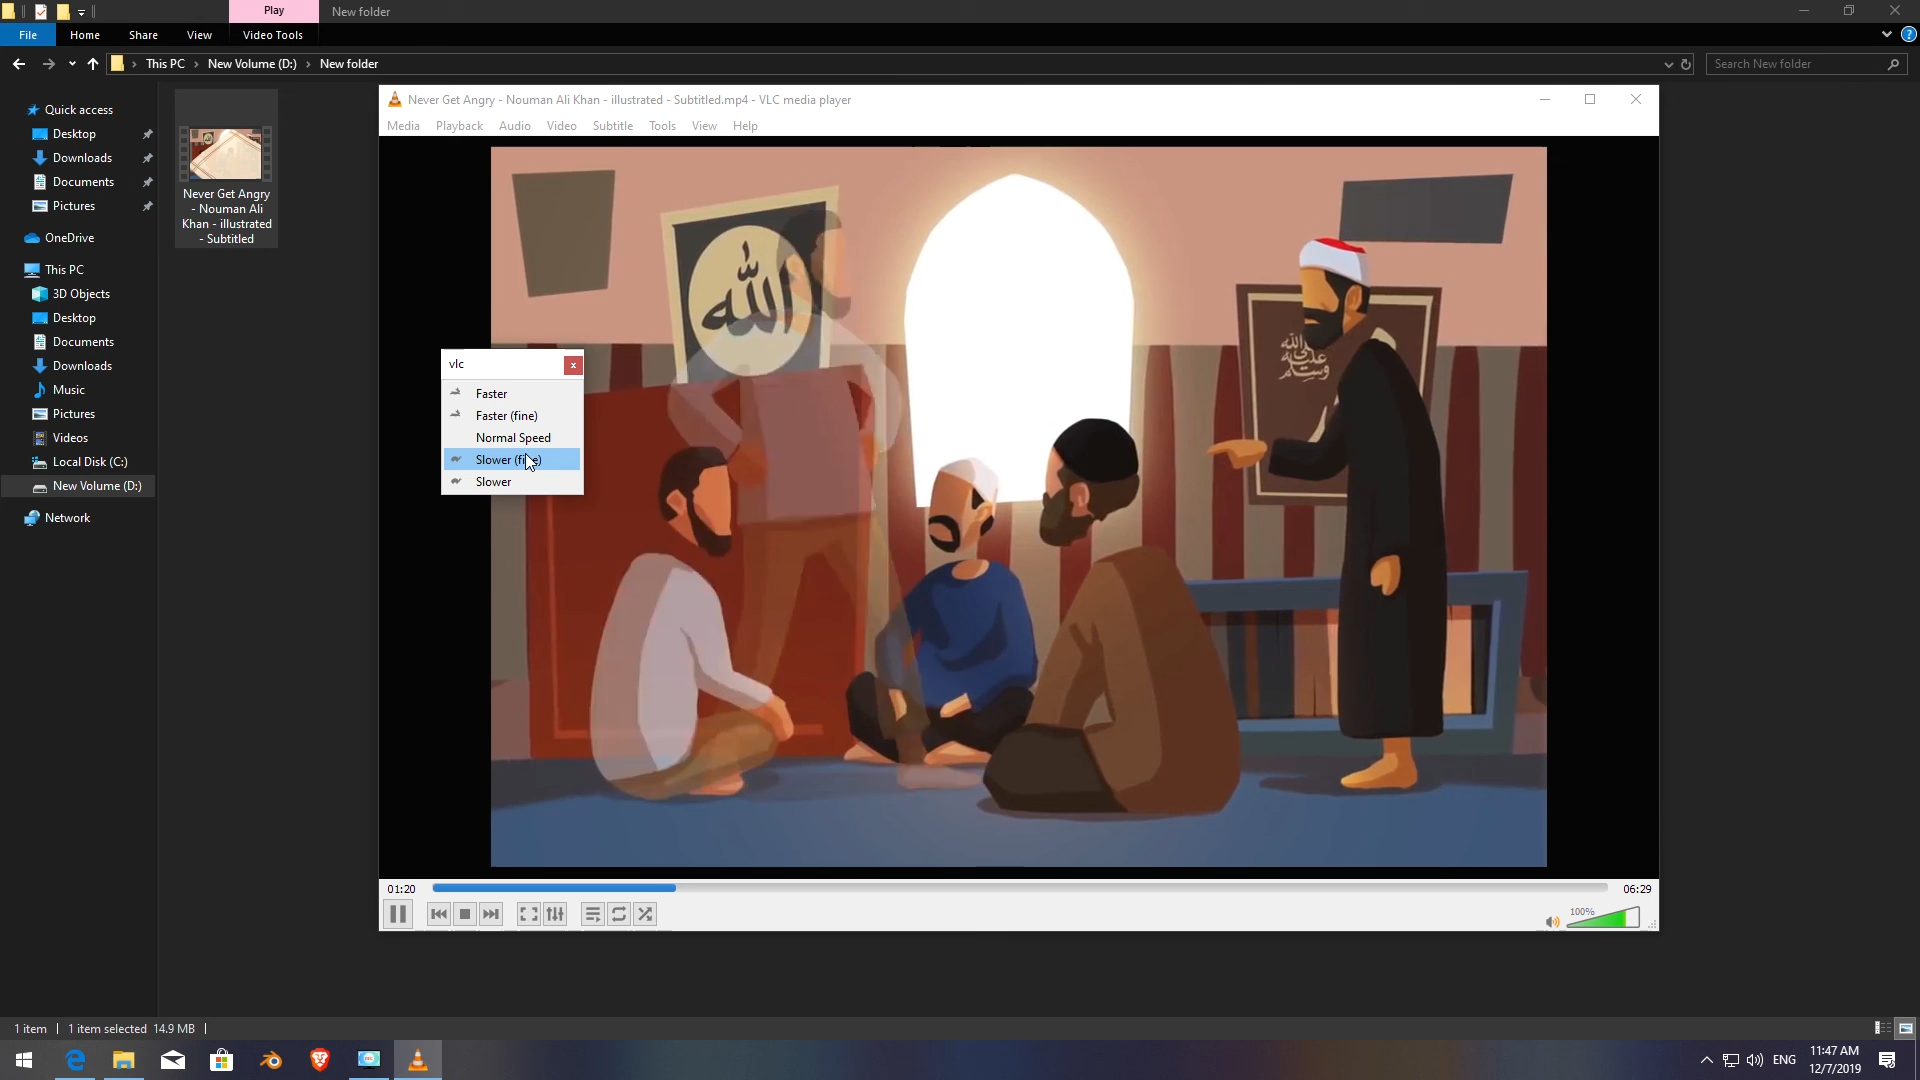 Play
New folder
File
Home
Share
View
Video Tools
This PC
New Volume (D:)
New folder
Search New folder
Quick access
Desktop
Downloads
Documents
Pictures
OneDrive
This PC
3D Objects
Desktop
Documents
Downloads
Music
Pictures
Videos
Local Disk (C:)
New Volume (D:)
Network
Never Get Angry
- Nouman Ali
Khan - illustrated
- Subtitled
Never Get Angry - Nouman Ali Khan - illustrated - Subtitled.mp4 - VLC media player
Media
Playback
Audio
Video
Subtitle
Tools
View
Help
الله
صلى الله
عليه
وسلم
vlc
x
Faster
Faster (fine)
Normal Speed
Slower (fine)
Slower
01:20
06:29
100%
1 item
1 item selected 14.9 MB
ENG
11:47 AM
12/7/2019